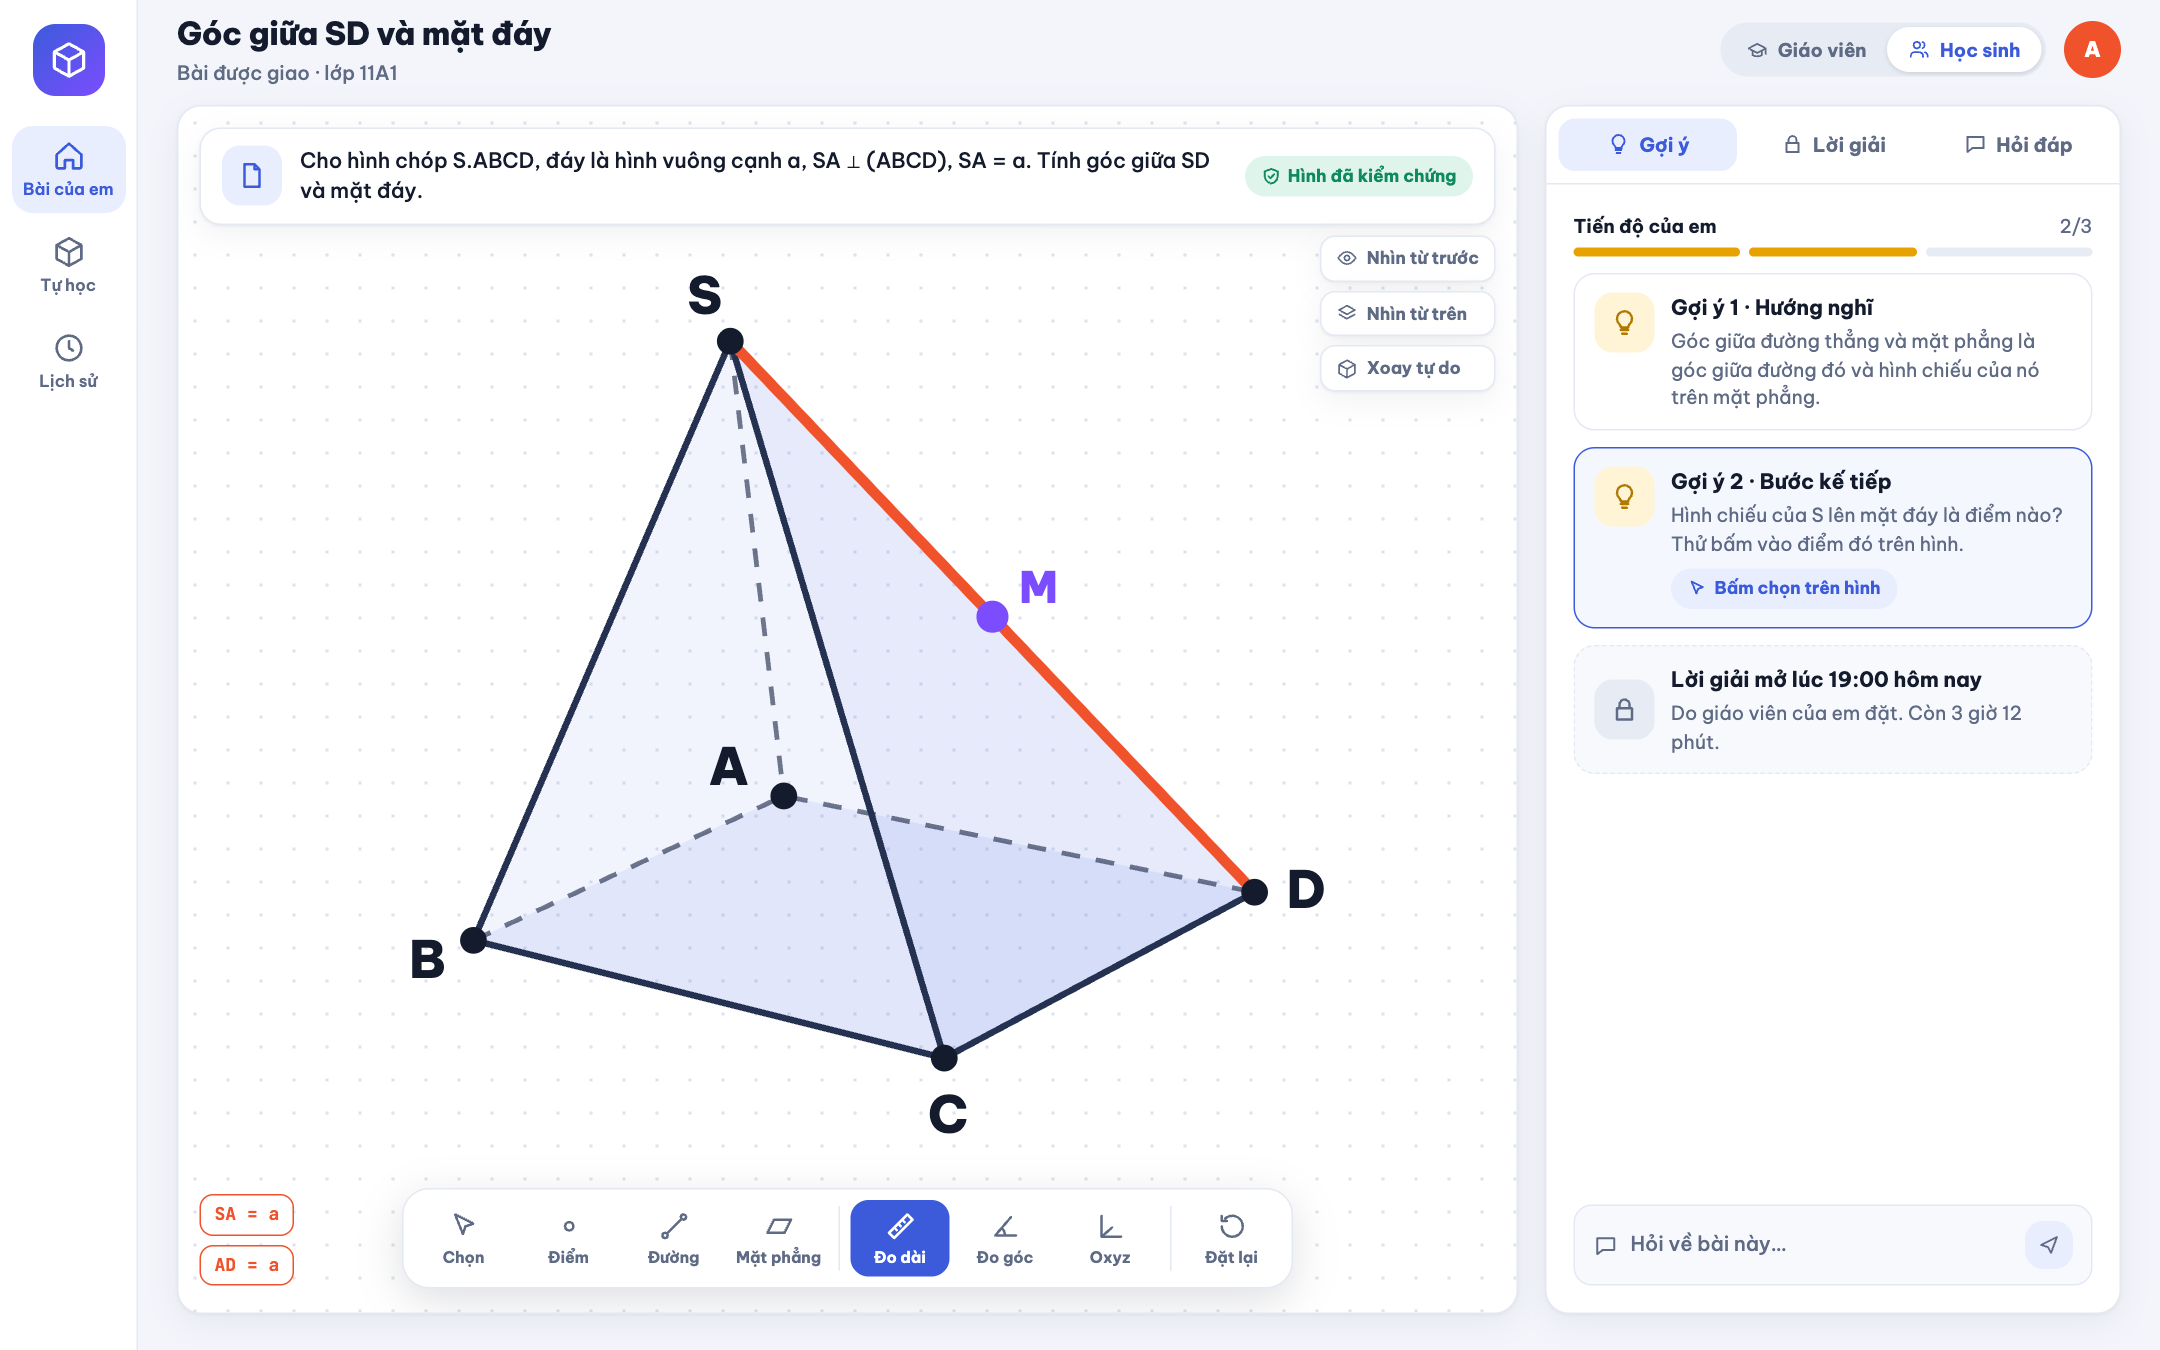 Góc giữa SD và mặt đáy
Bài được giao · lớp 11A1
Giáo viên
Học sinh
A
Bài của em
Tự học
Lịch sử
Cho hình chóp S.ABCD, đáy là hình vuông cạnh a, SA ⊥ (ABCD), SA = a. Tính góc giữa SD
và mặt đáy.
Hình đã kiểm chứng
Nhìn từ trước
Nhìn từ trên
Xoay tự do
S
M
A
D
B
C
SA = a
AD = a
Chọn
Điểm
Đường
Mặt phẳng
Đo dài
Đo góc
Oxyz
Đặt lại
Gợi ý
Lời giải
Hỏi đáp
Tiến độ của em
2/3
Gợi ý 1 · Hướng nghĩ
Góc giữa đường thẳng và mặt phẳng là
góc giữa đường đó và hình chiếu của nó
trên mặt phẳng.
Gợi ý 2 · Bước kế tiếp
Hình chiếu của S lên mặt đáy là điểm nào?
Thử bấm vào điểm đó trên hình.
Bấm chọn trên hình
Lời giải mở lúc 19:00 hôm nay
Do giáo viên của em đặt. Còn 3 giờ 12
phút.
Hỏi về bài này...